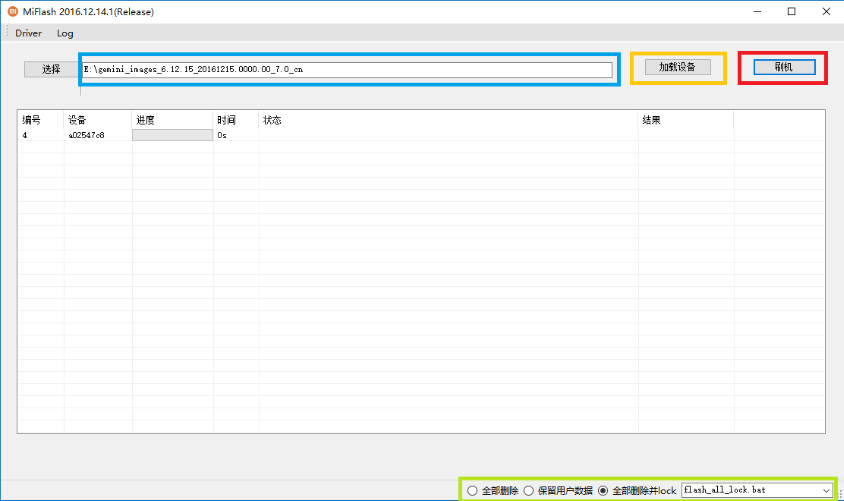 MiFlash 2016.12.14.1(Release)
Driver Log
选择 E:\gemini_images_6.12.15_20161215.0000.00_7.0_cn 加载设备 刷机
编号 设备 进度 时间 状态 结果
4 a02547c8 0s
全部删除 保留用户数据 全部删除并lock flash_all_lock.bat